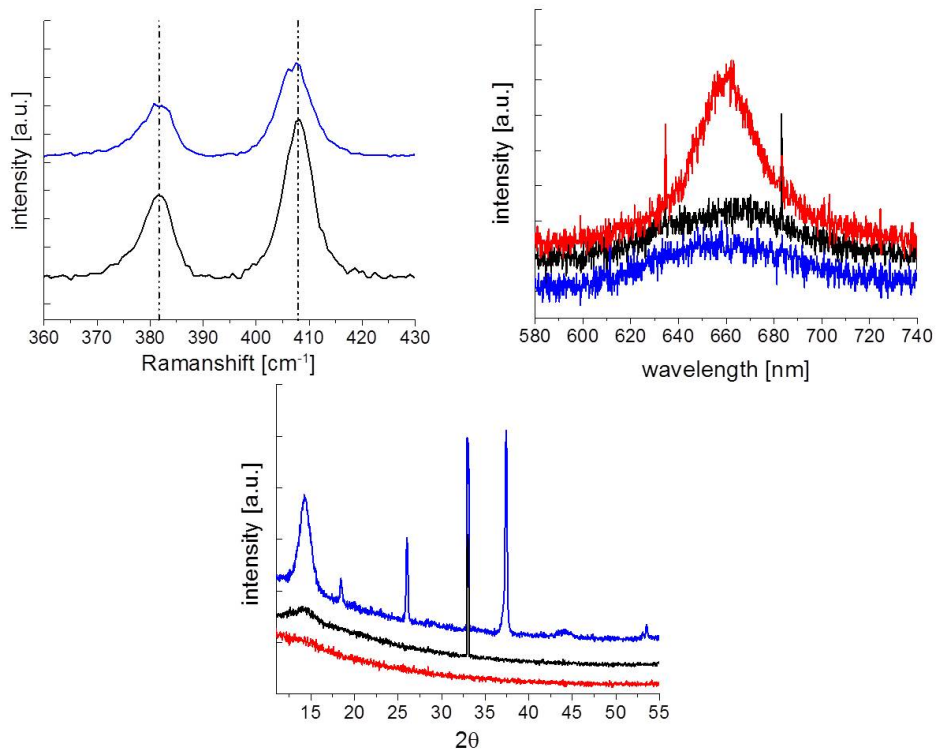 intensity [a.u.]
360 370 380 390 400 410 420 430
Ramanshift [cm⁻¹]
intensity [a.u.]
580 600 620 640 660 680 700 720 740
wavelength [nm]
intensity [a.u.]
15 20 25 30 35 40 45 50 55
2θ